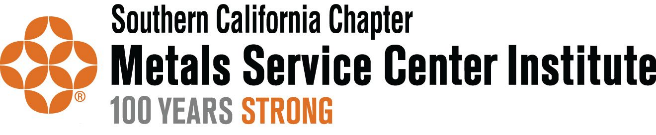 Southern California Chapter
Metals Service Center Institute
®
100 YEARS STRONG